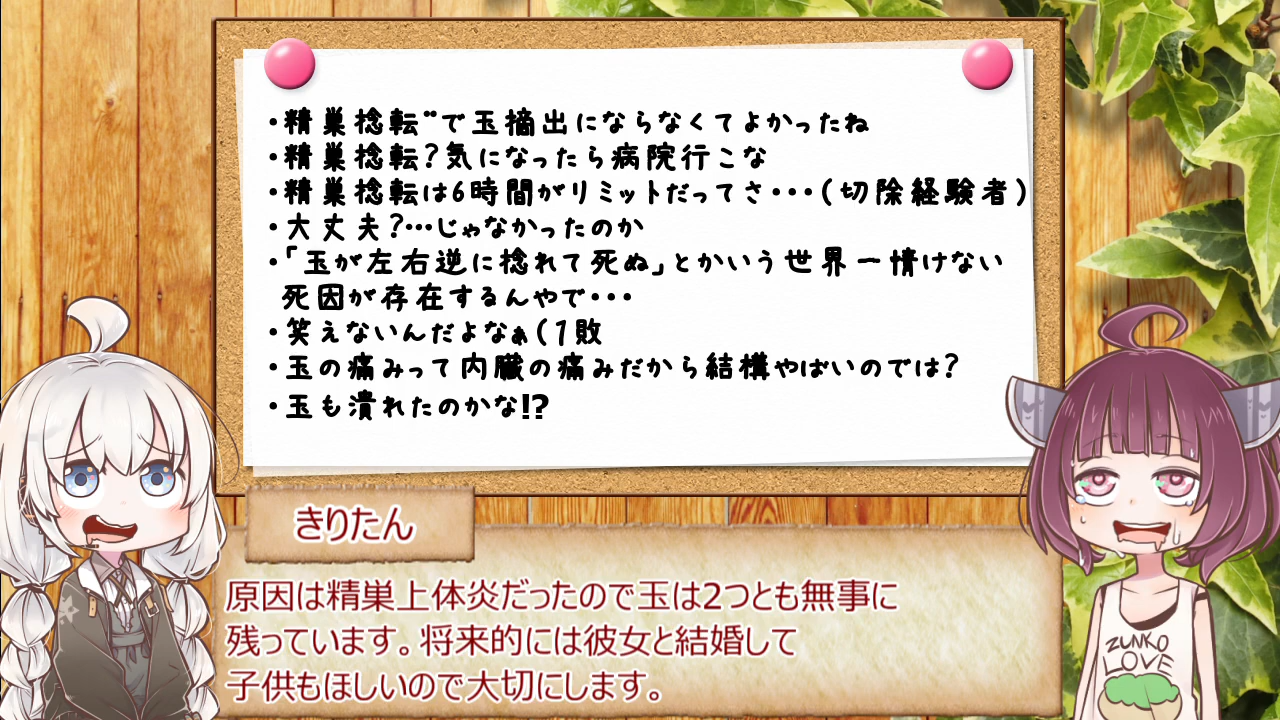 ・精巣捻転¨で玉摘出にならなくてよかったね
・精巣捻転?気になったら病院行こな
・精巣捻転は6時間がリミットだってさ・・・(切除経験者)
・大丈夫?…じゃなかったのか
・「玉が左右逆に捻れて死ぬ」とかいう世界一情けない
死因が存在するんやで・・・
・笑えないんだよなぁ(1敗
・玉の痛みって内臓の痛みだから結構やばいのでは?
・玉も潰れたのかな!?
きりたん
原因は精巣上体炎だったので玉は2つとも無事に
残っています。将来的には彼女と結婚して
子供もほしいので大切にします。
ZUNKO
LOVE